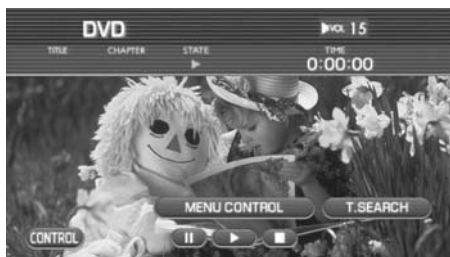 DVD
VOL 15
TITLE CHAPTER STATE TIME
0:00:00
MENU CONTROL T.SEARCH
CONTROL